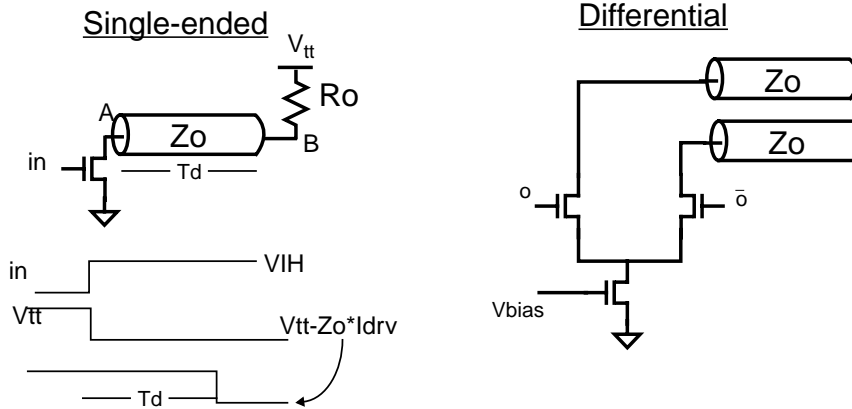 Single-ended
Vtt
Ro
A
Zo
B
in
Td
in
VIH
Vtt
Vtt-Zo*Idrv
Td
Differential
Zo
Zo
o
o̅
Vbias